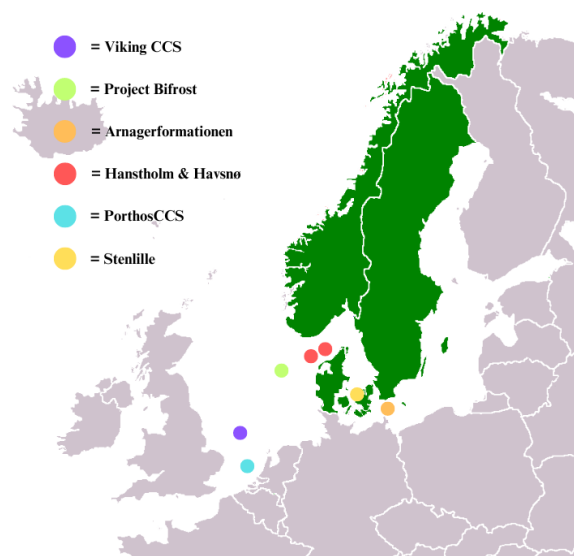 = Viking CCS
= Project Bifrost
= Arnagerformationen
= Hanstholm & Havsnø
= PorthosCCS
= Stenlille